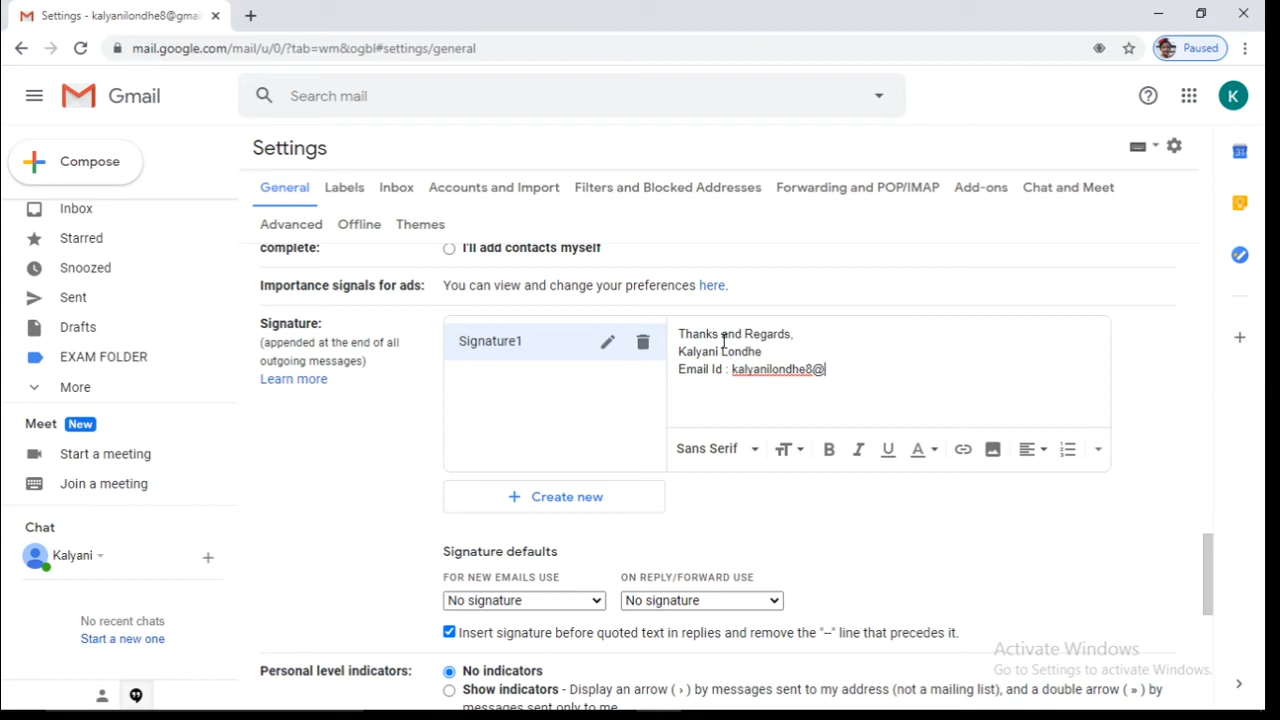 Settings - kalyanilondhe8@gmai
mail.google.com/mail/u/0/?tab=wm&ogbl#settings/general
Paused
Gmail
Search mail
K
Compose
Settings
General Labels Inbox Accounts and Import Filters and Blocked Addresses Forwarding and POP/IMAP Add-ons Chat and Meet
Advanced Offline Themes
Inbox
Starred
Snoozed
Sent
Drafts
EXAM FOLDER
More
Meet New
Start a meeting
Join a meeting
Chat
Kalyani
No recent chats
Start a new one
complete: I'll add contacts myself
Importance signals for ads: You can view and change your preferences here.
Signature:
(appended at the end of all
outgoing messages)
Learn more
Signature1
Thanks and Regards,
Kalyani Londhe
Email Id : kalyanilondhe8@
Sans Serif
Create new
Signature defaults
FOR NEW EMAILS USE ON REPLY/FORWARD USE
No signature No signature
Insert signature before quoted text in replies and remove the "--" line that precedes it.
Personal level indicators: No indicators
Show indicators - Display an arrow ( › ) by messages sent to my address (not a mailing list), and a double arrow ( » ) by
messages sent only to me.
Activate Windows
Go to Settings to activate Windows.
31